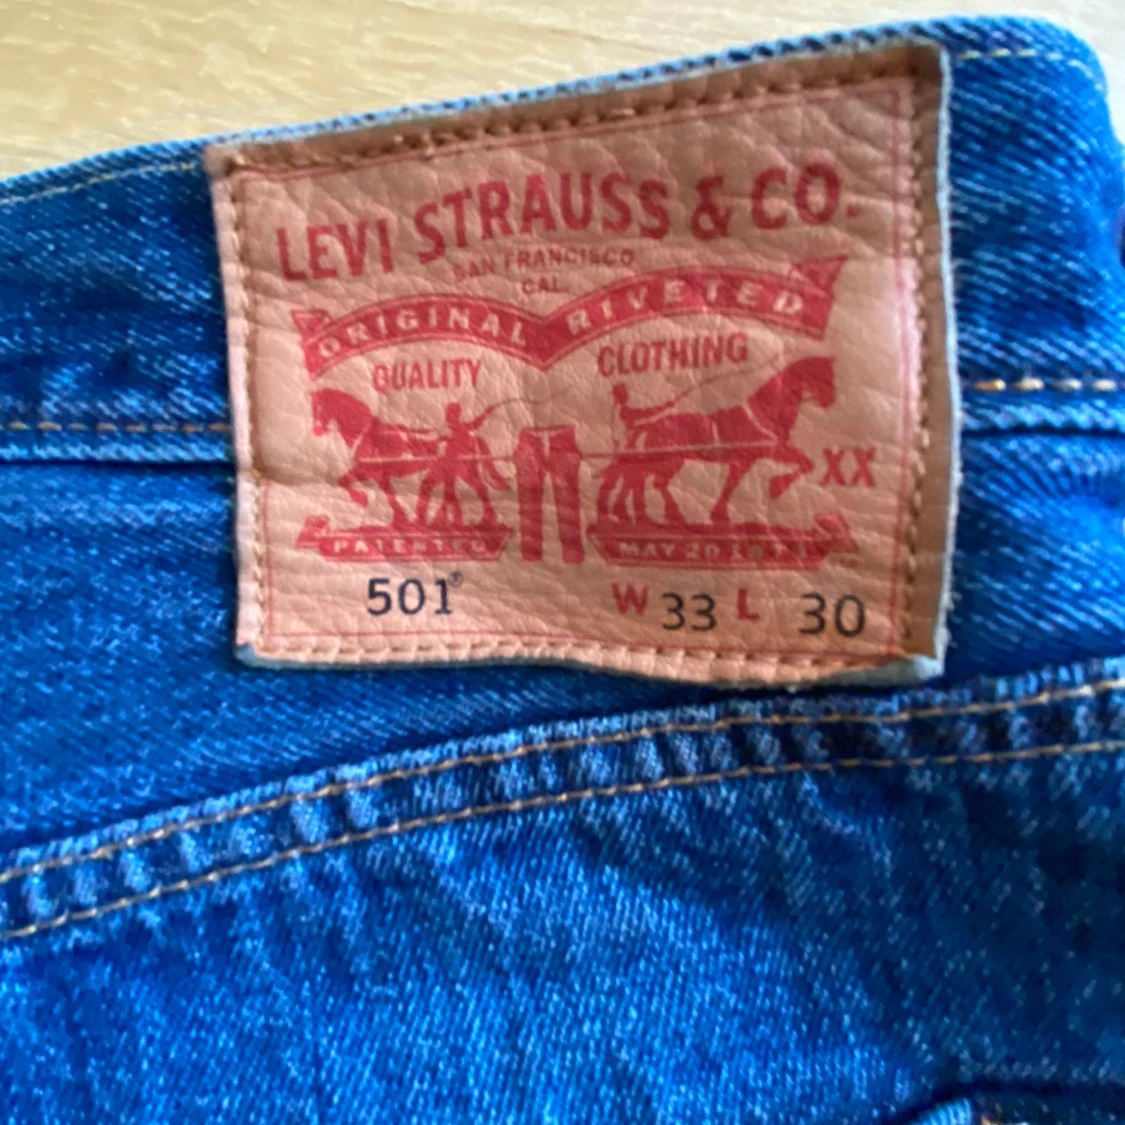 LEVI STRAUSS & CO.
SAN FRANCISCO
CAL.
ORIGINAL RIVETED
QUALITY CLOTHING
XX
PATENTED MAY 20 1873
501® W 33 L 30